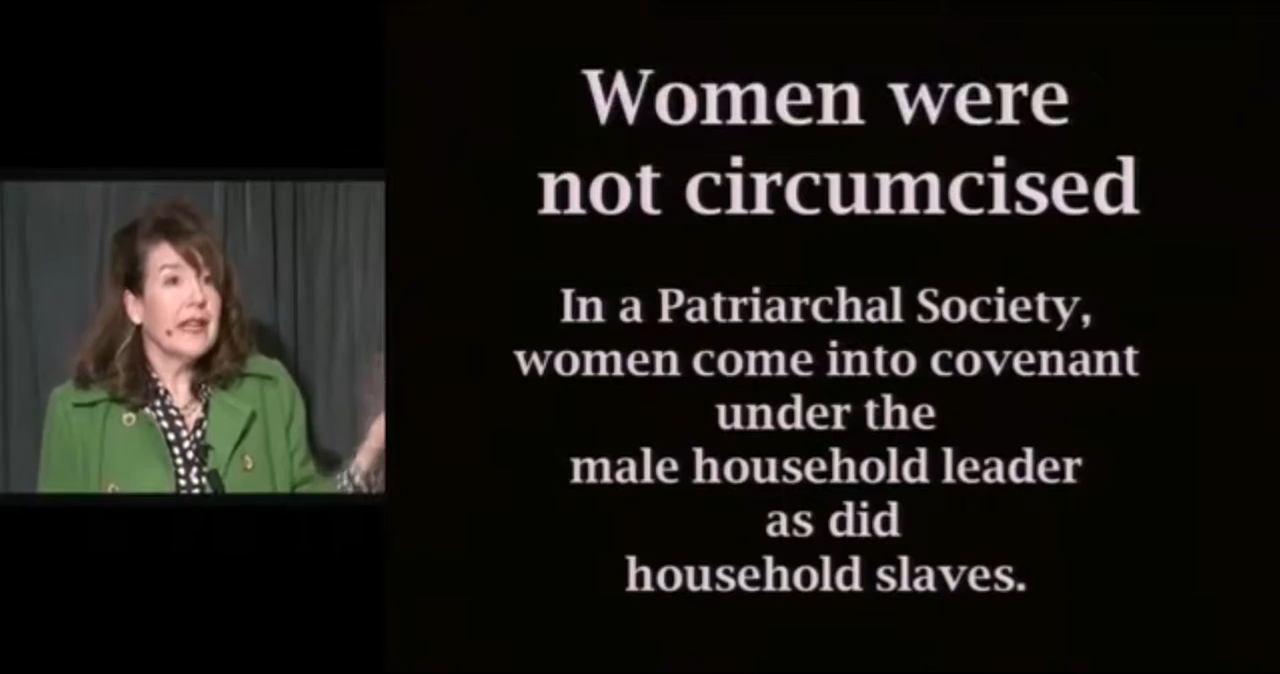 Women were
not circumcised
In a Patriarchal Society,
women come into covenant
under the
male household leader
as did
household slaves.